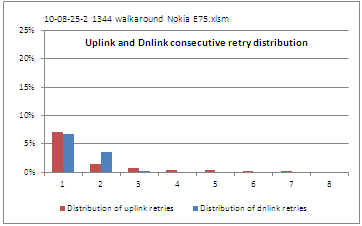 10-08-25-2 1344 walkaround Nokia E75.xlsm
Uplink and Dnlink consecutive retry distribution
25%
20%
15%
10%
5%
0%
1 2 3 4 5 6 7 8
Distribution of uplink retries Distribution of dnlink retries